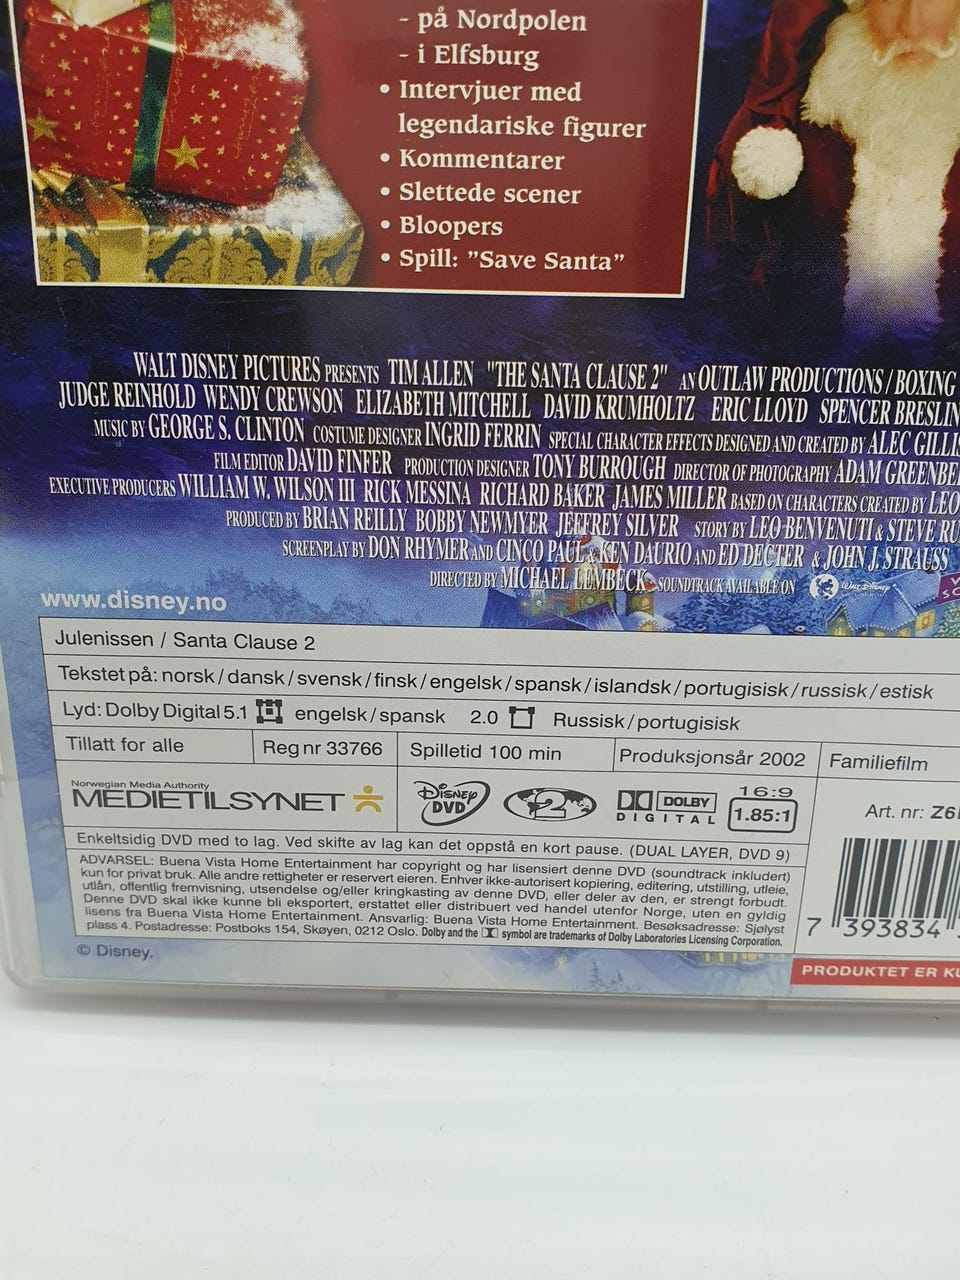 - på Nordpolen
- i Elfsburg
• Intervjuer med
legendariske figurer
• Kommentarer
• Slettede scener
• Bloopers
• Spill: ”Save Santa”
WALT DISNEY PICTURES PRESENTS TIM ALLEN "THE SANTA CLAUSE 2" AN OUTLAW PRODUCTIONS / BOXING
JUDGE REINHOLD WENDY CREWSON ELIZABETH MITCHELL DAVID KRUMHOLTZ ERIC LLOYD SPENCER BRESLIN
MUSIC BY GEORGE S. CLINTON COSTUME DESIGNER INGRID FERRIN SPECIAL CHARACTER EFFECTS DESIGNED AND CREATED BY ALEC GILLIS
FILM EDITOR DAVID FINFER PRODUCTION DESIGNER TONY BURROUGH DIRECTOR OF PHOTOGRAPHY ADAM GREENBE
EXECUTIVE PRODUCERS WILLIAM W. WILSON III RICK MESSINA RICHARD BAKER JAMES MILLER BASED ON CHARACTERS CREATED BY LEO
PRODUCED BY BRIAN REILLY BOBBY NEWMYER JEFFREY SILVER STORY BY LEO BENVENUTI & STEVE RU
SCREENPLAY BY DON RHYMER AND CINCO PAUL & KEN DAURIO AND ED DECTER & JOHN J. STRAUSS
DIRECTED BY MICHAEL LEMBECK SOUNDTRACK AVAILABLE ON Walt Disney
www.disney.no
Julenissen / Santa Clause 2
Tekstet på: norsk/dansk/svensk/finsk/engelsk/spansk/islandsk/portugisisk/russisk/estisk
Lyd: Dolby Digital 5.1 engelsk/spansk 2.0 Russisk/portugisisk
Tillatt for alle Reg nr 33766 Spilletid 100 min Produksjonsår 2002 Familiefilm
Norwegian Media Authority
MEDIETILSYNET DISNEY DVD 2 DOLBY DIGITAL 16:9 1.85:1 Art. nr: Z6
Enkeltsidig DVD med to lag. Ved skifte av lag kan det oppstå en kort pause. (DUAL LAYER, DVD 9)
ADVARSEL: Buena Vista Home Entertainment har copyright og har lisensiert denne DVD (soundtrack inkludert)
kun for privat bruk. Alle andre rettigheter er reservert eieren. Enhver ikke-autorisert kopiering, editering, utstilling, utleie,
utlån, offentlig fremvisning, utsendelse og/eller kringkasting av denne DVD, eller deler av den, er strengt forbudt.
Denne DVD skal ikke kunne bli eksportert, erstattet eller distribuert ved handel utenfor Norge, uten en gyldig
lisens fra Buena Vista Home Entertainment. Ansvarlig: Buena Vista Home Entertainment. Besøksadresse: Sjølyst
plass 4. Postadresse: Postboks 154, Skøyen, 0212 Oslo. Dolby and the symbol are trademarks of Dolby Laboratories Licensing Corporation.
7 393834
© Disney.
PRODUKTET ER KU